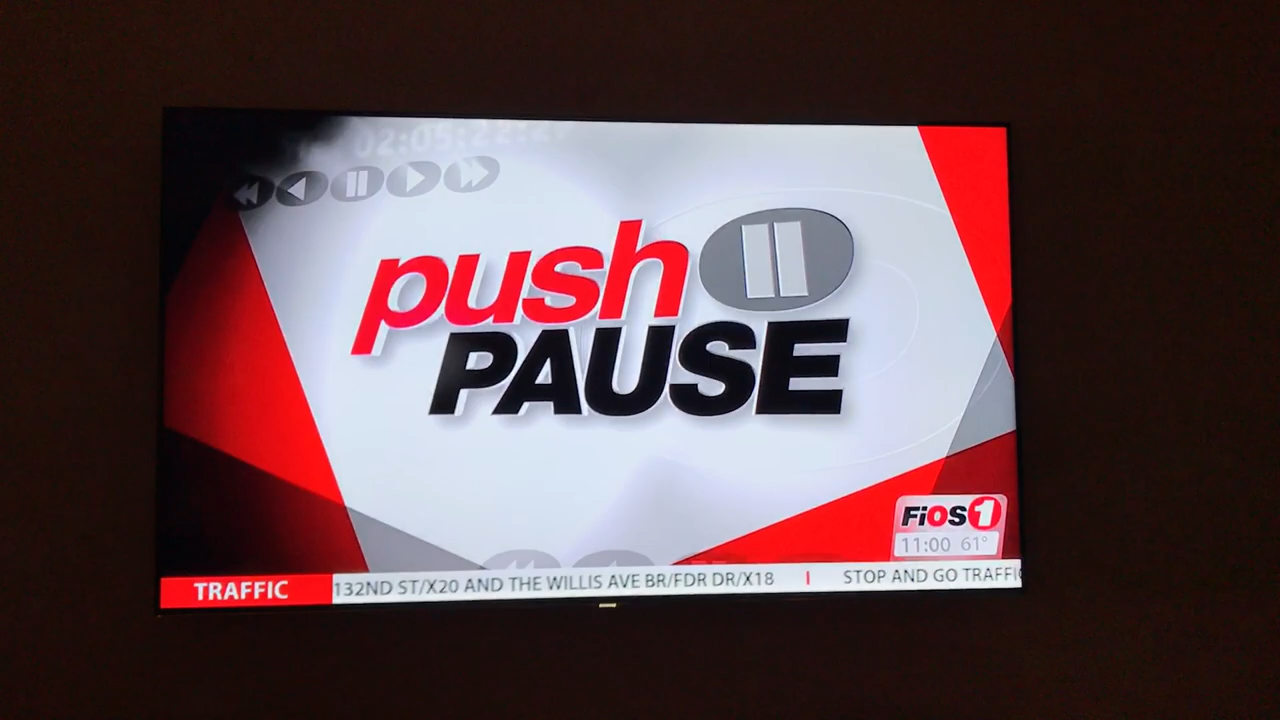 push
PAUSE
FiOS1
11:00 61°
TRAFFIC
132ND ST/X20 AND THE WILLIS AVE BR/FDR DR/X18 | STOP AND GO TRAFFIC